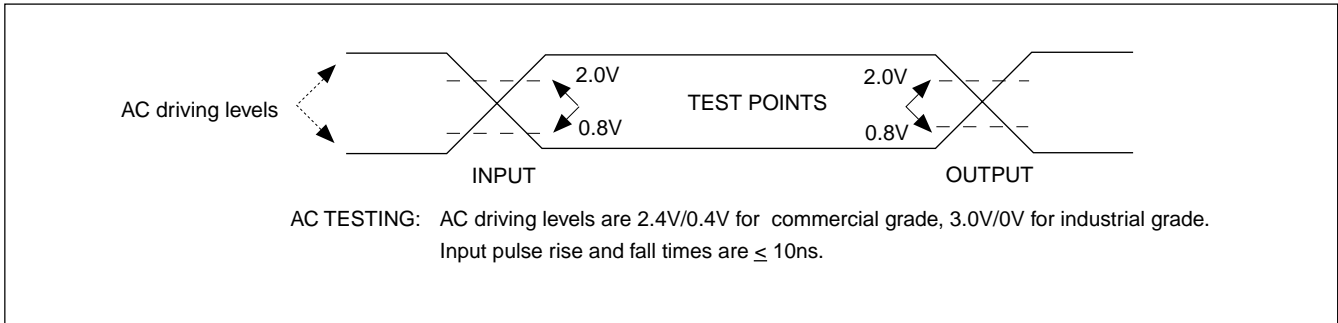 2.0V
2.0V
AC driving levels
TEST POINTS
0.8V
0.8V
INPUT
OUTPUT
AC TESTING: AC driving levels are 2.4V/0.4V for commercial grade, 3.0V/0V for industrial grade.
Input pulse rise and fall times are ≤ 10ns.